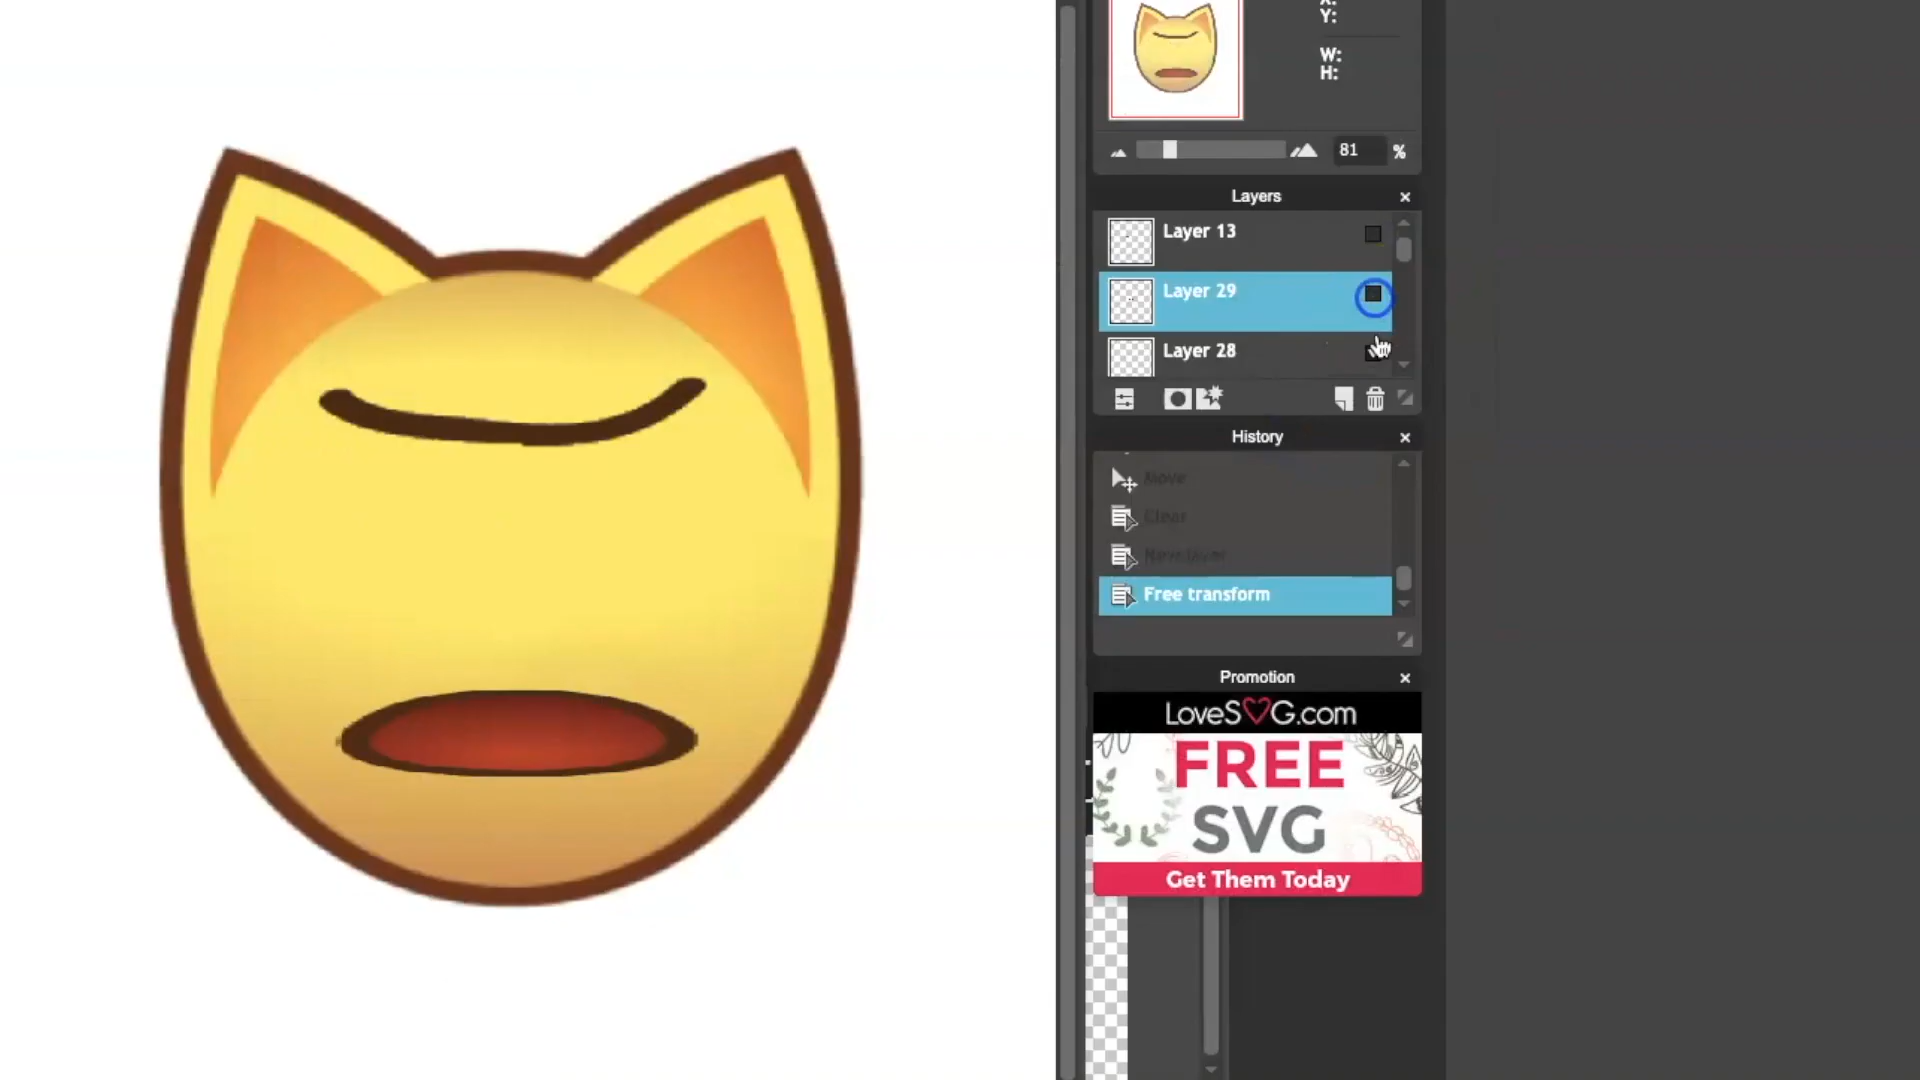 Y:
W:
H:
81 %
Layers
Layer 13
Layer 29
Layer 28
History
Move
Clear
New layer
Free transform
Promotion
LoveSVG.com
FREE
SVG
Get Them Today